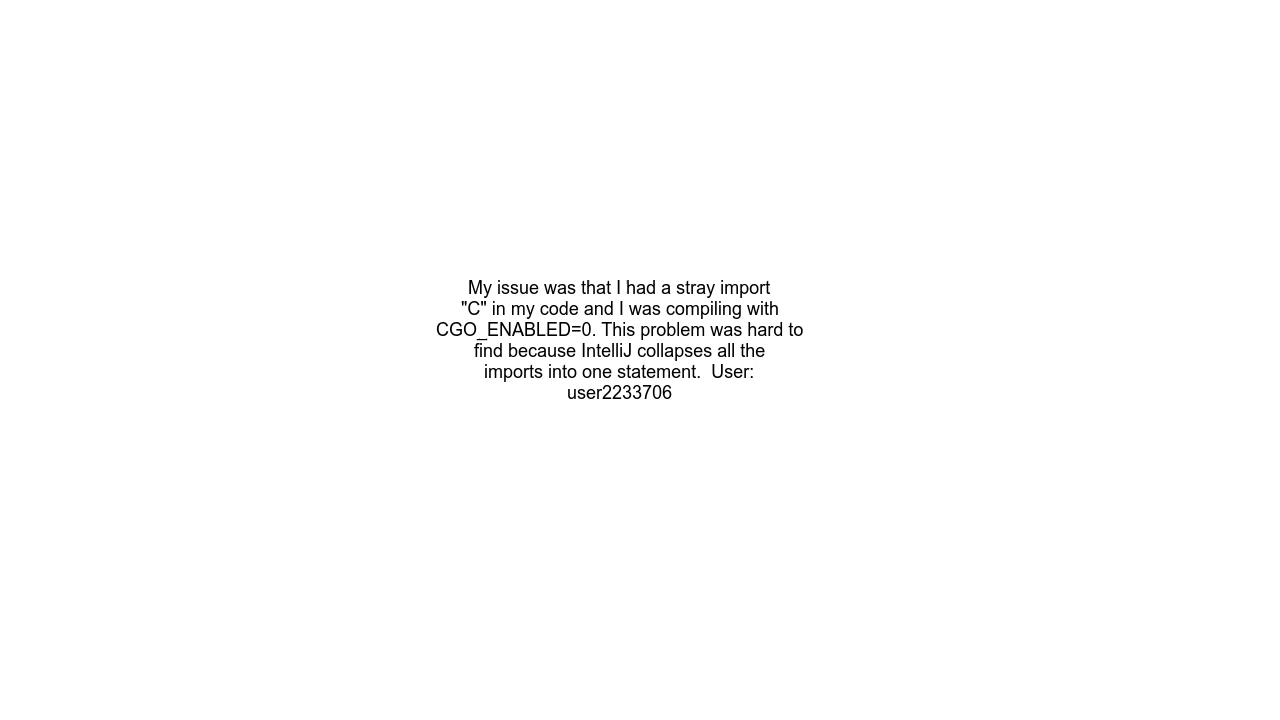 My issue was that I had a stray import
"C" in my code and I was compiling with
CGO_ENABLED=0. This problem was hard to
find because IntelliJ collapses all the
imports into one statement.  User:
user2233706